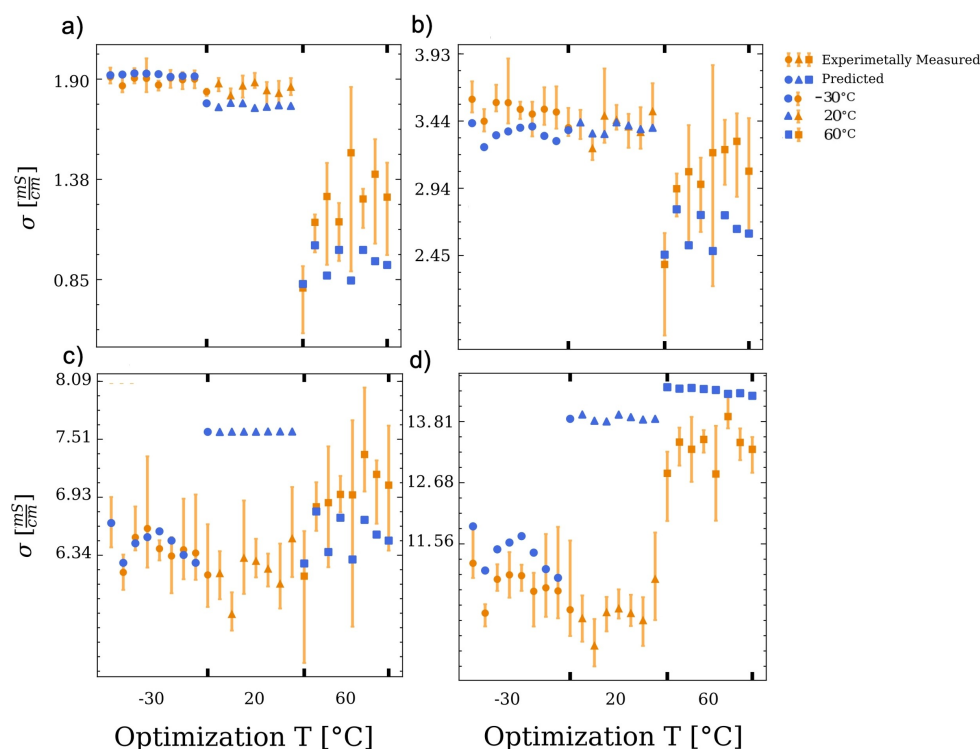 a)
b)
3.93
Experimetally Measured
Predicted
−30°C
20°C
60°C
1.90
3.44
1.38
2.94
σ [mS/cm]
0.85
2.45
c)
d)
8.09
7.51
13.81
6.93
12.68
σ [mS/cm]
6.34
11.56
-30 20 60
-30 20 60
Optimization T [°C]
Optimization T [°C]